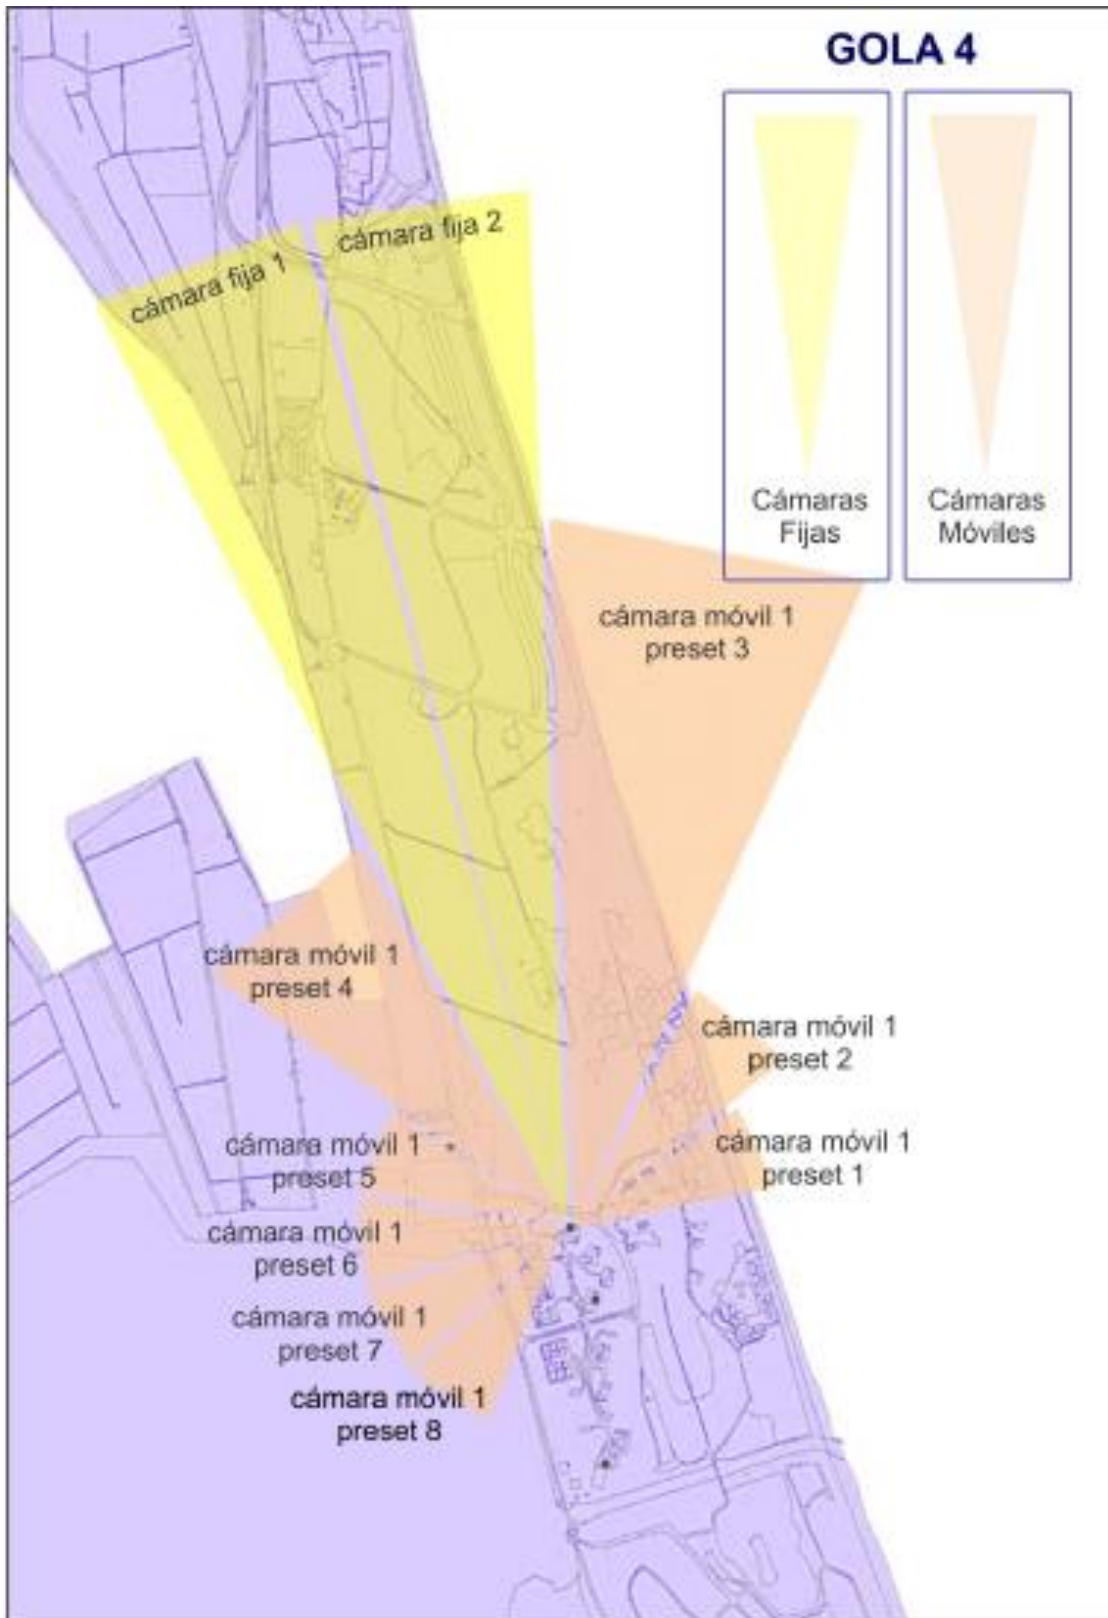 GOLA 4
cámara fija 2
cámara fija 1
Cámaras
Fijas
Cámaras
Móviles
cámara móvil 1
preset 3
cámara móvil 1
preset 4
cámara móvil 1
preset 2
cámara móvil 1
preset 1
cámara móvil 1
preset 5
cámara móvil 1
preset 6
cámara móvil 1
preset 7
cámara móvil 1
preset 8